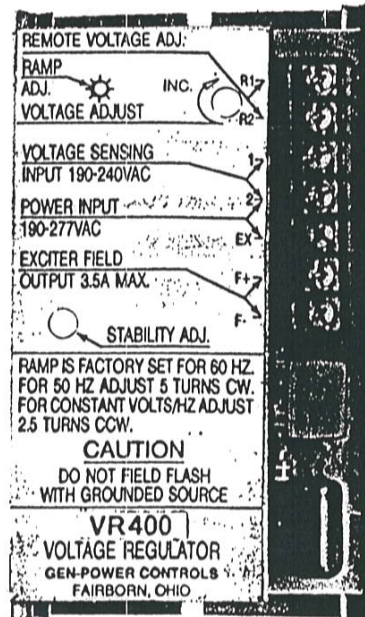 REMOTE VOLTAGE ADJ.
RAMP
ADJ.
INC.
R1
VOLTAGE ADJUST
R2
VOLTAGE SENSING
1
INPUT 190-240VAC
POWER INPUT
2
190-277VAC
EX
EXCITER FIELD
OUTPUT 3.5A MAX.
F+
F-
STABILITY ADJ.
RAMP IS FACTORY SET FOR 60 HZ.
FOR 50 HZ ADJUST 5 TURNS CW.
FOR CONSTANT VOLTS/HZ ADJUST
2.5 TURNS CCW.
CAUTION
DO NOT FIELD FLASH
WITH GROUNDED SOURCE
VR400
VOLTAGE REGULATOR
GEN-POWER CONTROLS
FAIRBORN, OHIO